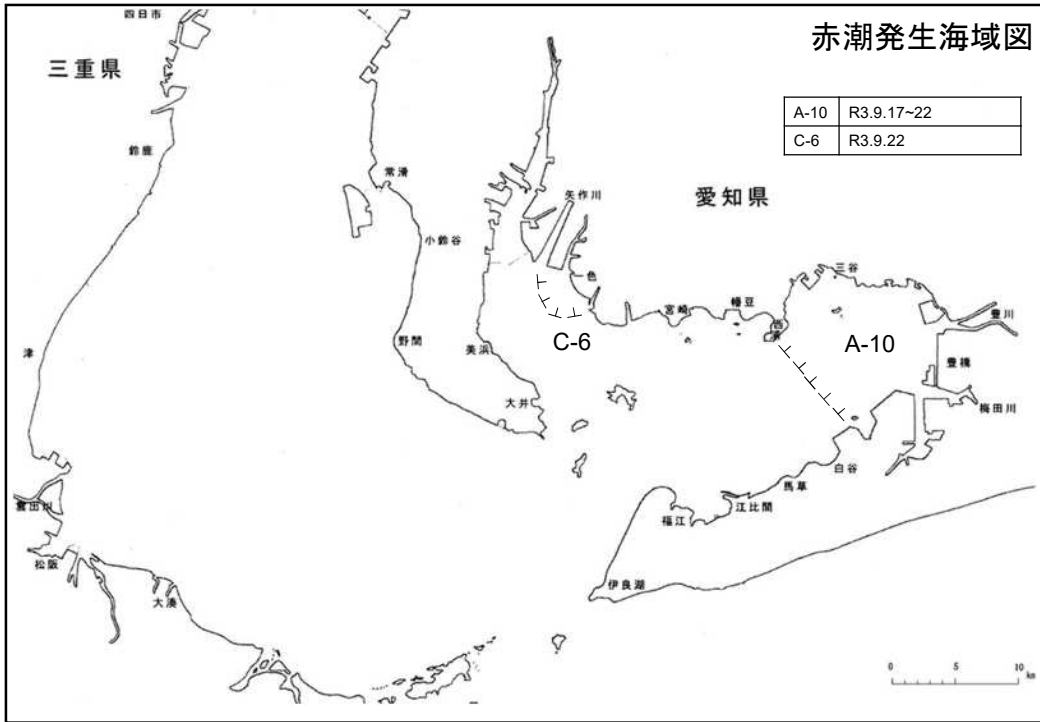 赤潮発生海域図
A-10 R3.9.17~22
C-6 R3.9.22
四日市
三重県
鈴鹿
常滑
矢作川
愛知県
小鈴谷
一色
三谷
宮崎
幡豆
西浦
豊川
C-6
A-10
津
野間
美浜
豊橋
大井
梅田川
白谷
馬草
江比間
福江
雲出川
松阪
大湊
伊良湖
0 5 10
km